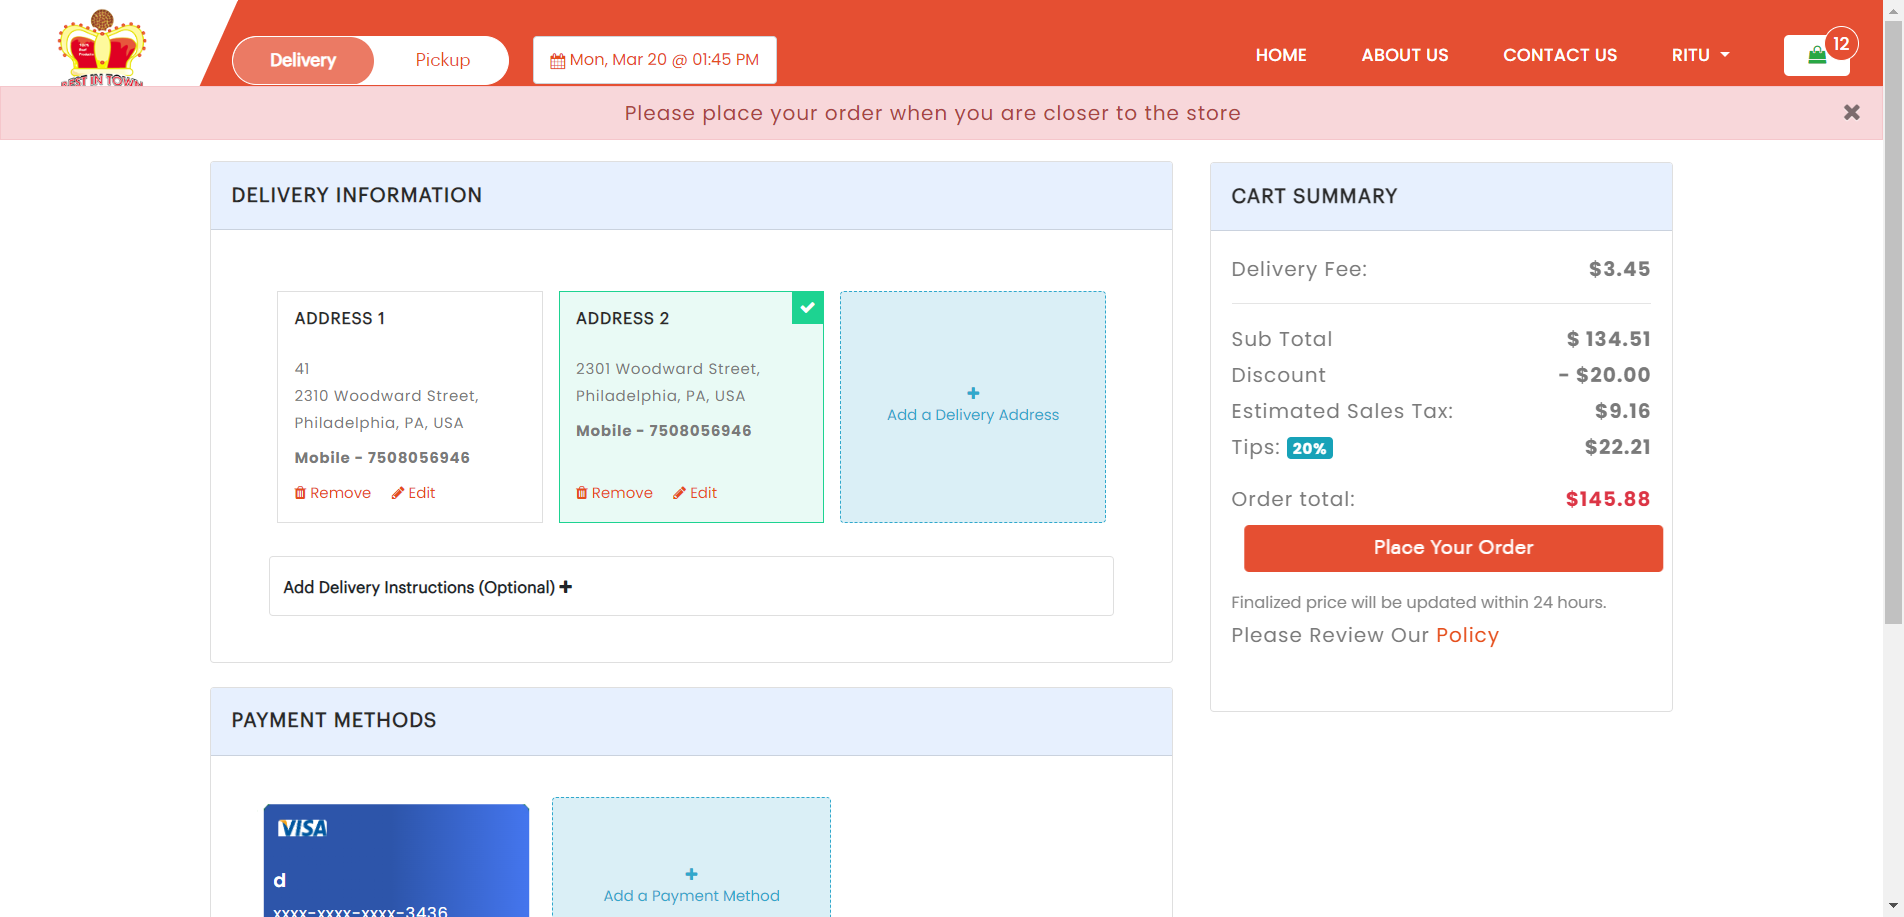 BEST IN TOWN
Delivery
Pickup
Mon, Mar 20 @ 01:45 PM
HOME
ABOUT US
CONTACT US
RITU
12
Please place your order when you are closer to the store
DELIVERY INFORMATION
ADDRESS 1
41
2310 Woodward Street,
Philadelphia, PA, USA
Mobile - 7508056946
Remove Edit
ADDRESS 2
2301 Woodward Street,
Philadelphia, PA, USA
Mobile - 7508056946
Remove Edit
Add a Delivery Address
Add Delivery Instructions (Optional)
PAYMENT METHODS
VISA
d
xxxx-xxxx-xxxx-3436
Add a Payment Method
CART SUMMARY
Delivery Fee: $3.45
Sub Total $ 134.51
Discount - $20.00
Estimated Sales Tax: $9.16
Tips: 20% $22.21
Order total: $145.88
Place Your Order
Finalized price will be updated within 24 hours.
Please Review Our Policy